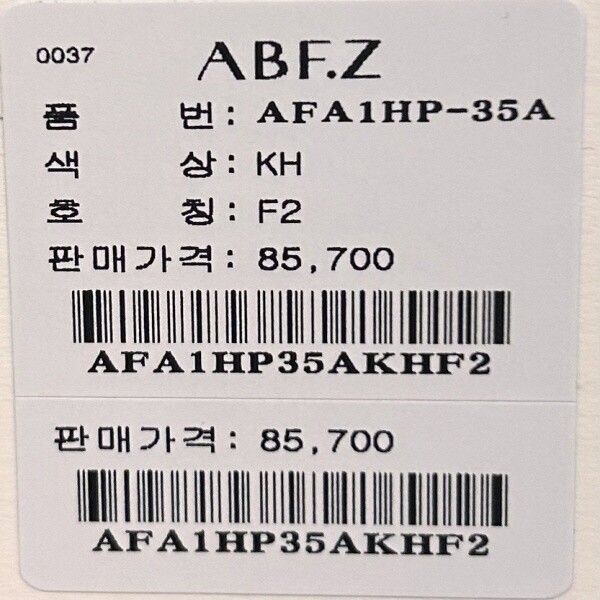 0037
ABF.Z
품 번 : AFA1HP-35A
색 상 : KH
호 칭 : F2
판매가격 : 85,700
AFA1HP35AKHF2
판매가격 : 85,700
AFA1HP35AKHF2